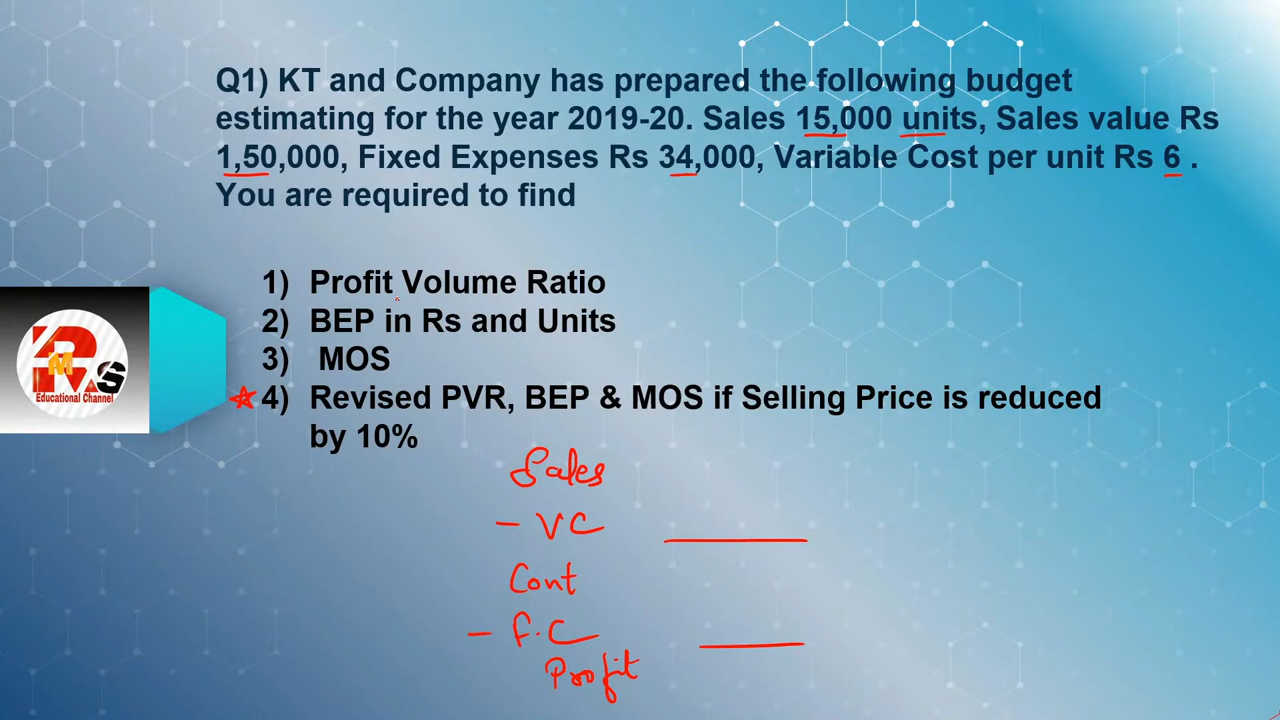 Q1) KT and Company has prepared the following budget
estimating for the year 2019-20. Sales 15,000 units, Sales value Rs
1,50,000, Fixed Expenses Rs 34,000, Variable Cost per unit Rs 6 .
You are required to find
1) Profit Volume Ratio
2) BEP in Rs and Units
3) MOS
4) Revised PVR, BEP & MOS if Selling Price is reduced
by 10%
R M S
Educational Channel
Sales
- VC
Cont
- F.C
Profit